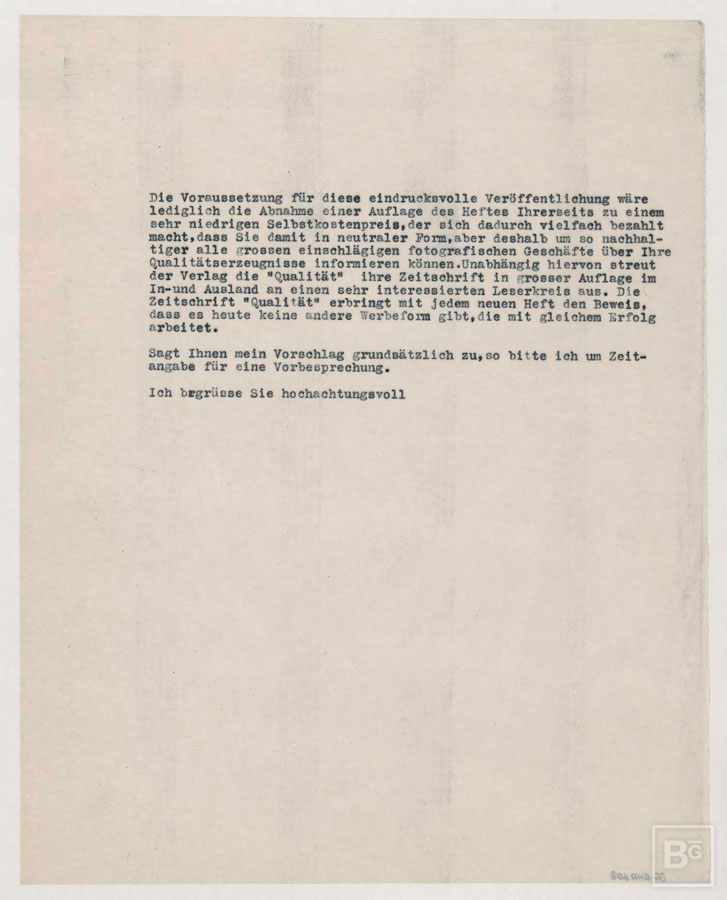 Die Voraussetzung für diese eindrucksvolle Veröffentlichung wäre
lediglich die Abnahme einer Auflage des Heftes Ihrerseits zu einem
sehr niedrigen Selbstkostenpreis,der sich dadurch vielfach bezahlt
macht,dass Sie damit in neutraler Form,aber deshalb um so nachhal-
tiger alle grossen einschlägigen fotografischen Geschäfte über Ihre
Qualitätserzeugnisse informieren können.Unabhängig hiervon streut
der Verlag die "Qualität" ihre Zeitschrift in grosser Auflage im
In-und Ausland an einen sehr interessierten Leserkreis aus. Die
Zeitschrift "Qualität" erbringt mit jedem neuen Heft den Beweis,
dass es heute keine andere Werbeform gibt,die mit gleichem Erfolg
arbeitet.
Sagt Ihnen mein Vorschlag grundsätzlich zu,so bitte ich um Zeit-
angabe für eine Vorbesprechung.
Ich begrüsse Sie hochachtungsvoll
BG